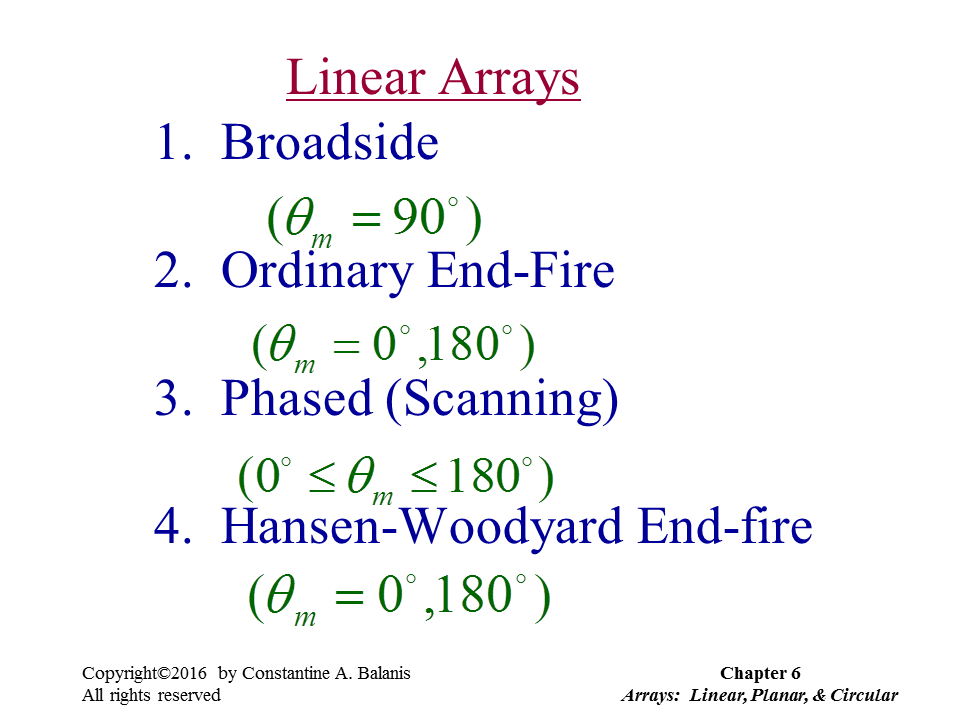 Linear Arrays
1. Broadside
(θm = 90°)
2. Ordinary End-Fire
(θm = 0°,180°)
3. Phased (Scanning)
(0° ≤ θm ≤ 180°)
4. Hansen-Woodyard End-fire
(θm = 0°,180°)
Copyright©2016 by Constantine A. Balanis
All rights reserved
Chapter 6
Arrays: Linear, Planar, & Circular